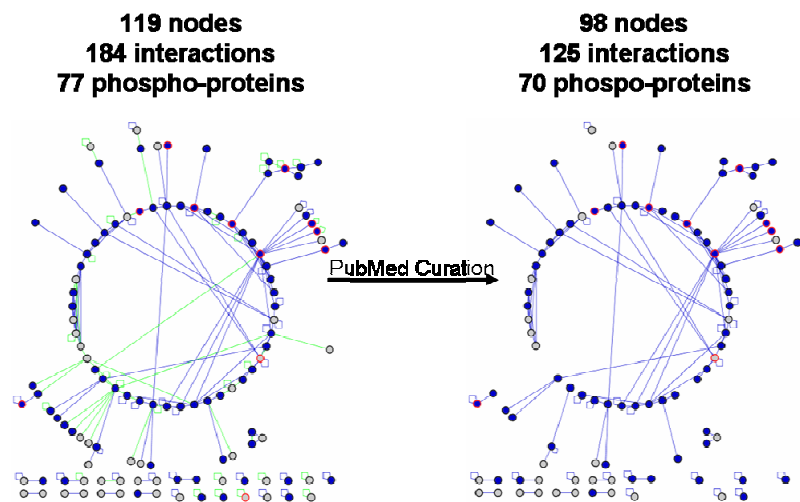 119 nodes
184 interactions
77 phospho-proteins
98 nodes
125 interactions
70 phospo-proteins
PubMed Curation